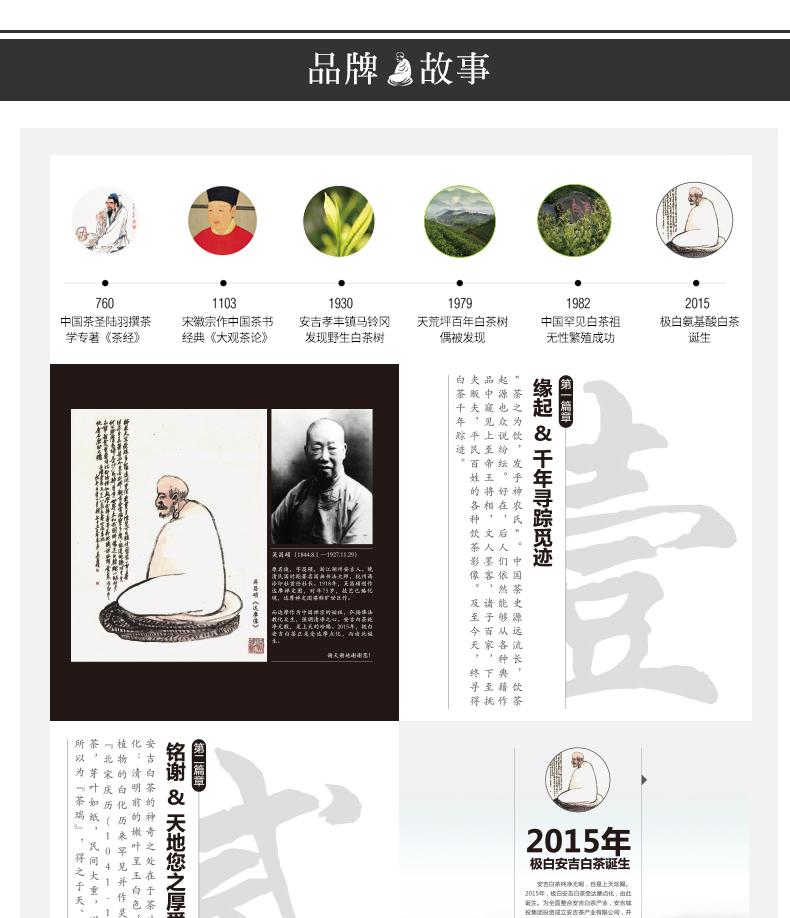 品牌故事
760
中国茶圣陆羽撰茶
学专著《茶经》
1103
宋徽宗作中国茶书
经典《大观茶论》
1930
安吉孝丰镇马铃冈
发现野生白茶树
1979
天荒坪百年白茶树
偶被发现
1982
中国罕见白茶祖
无性繁殖成功
2015
极白氨基酸白茶
诞生
吴昌硕《达摩像》
吴昌硕（1844.8.1—1927.11.29）
谢天谢地谢谢您！
壹
第一篇章
缘起 & 千年寻踪觅迹
“茶之为饮，发乎神农氏”。中国茶史源远流长，饮茶
起源也众说纷纭。好在，后人们依然能够从各种典籍作
品中窥见上至帝王将相，文人墨客，诸子百家，下至挑
夫贩夫，平民百姓的各种饮茶影像。及至今天，终寻得
白茶千年踪迹。
贰
第二篇章
铭谢 & 天地您之厚
安吉白茶的神奇之处在于茶
化：清明前的嫩叶呈玉白色，
植物的白化历来罕见并作灵
『北宋庆历（1041-1
茶，芽叶如纸，民间大重，
所以为『茶瑞』，得之于天、
2015年
极白安吉白茶诞生
安吉白茶纯净无暇，自是上天珍赐。
2015年，极白安吉茶受达摩点化，由此
诞生。为全面整合安吉白茶产业，安吉城
投集团投资成立安吉茶产业有限公司，开